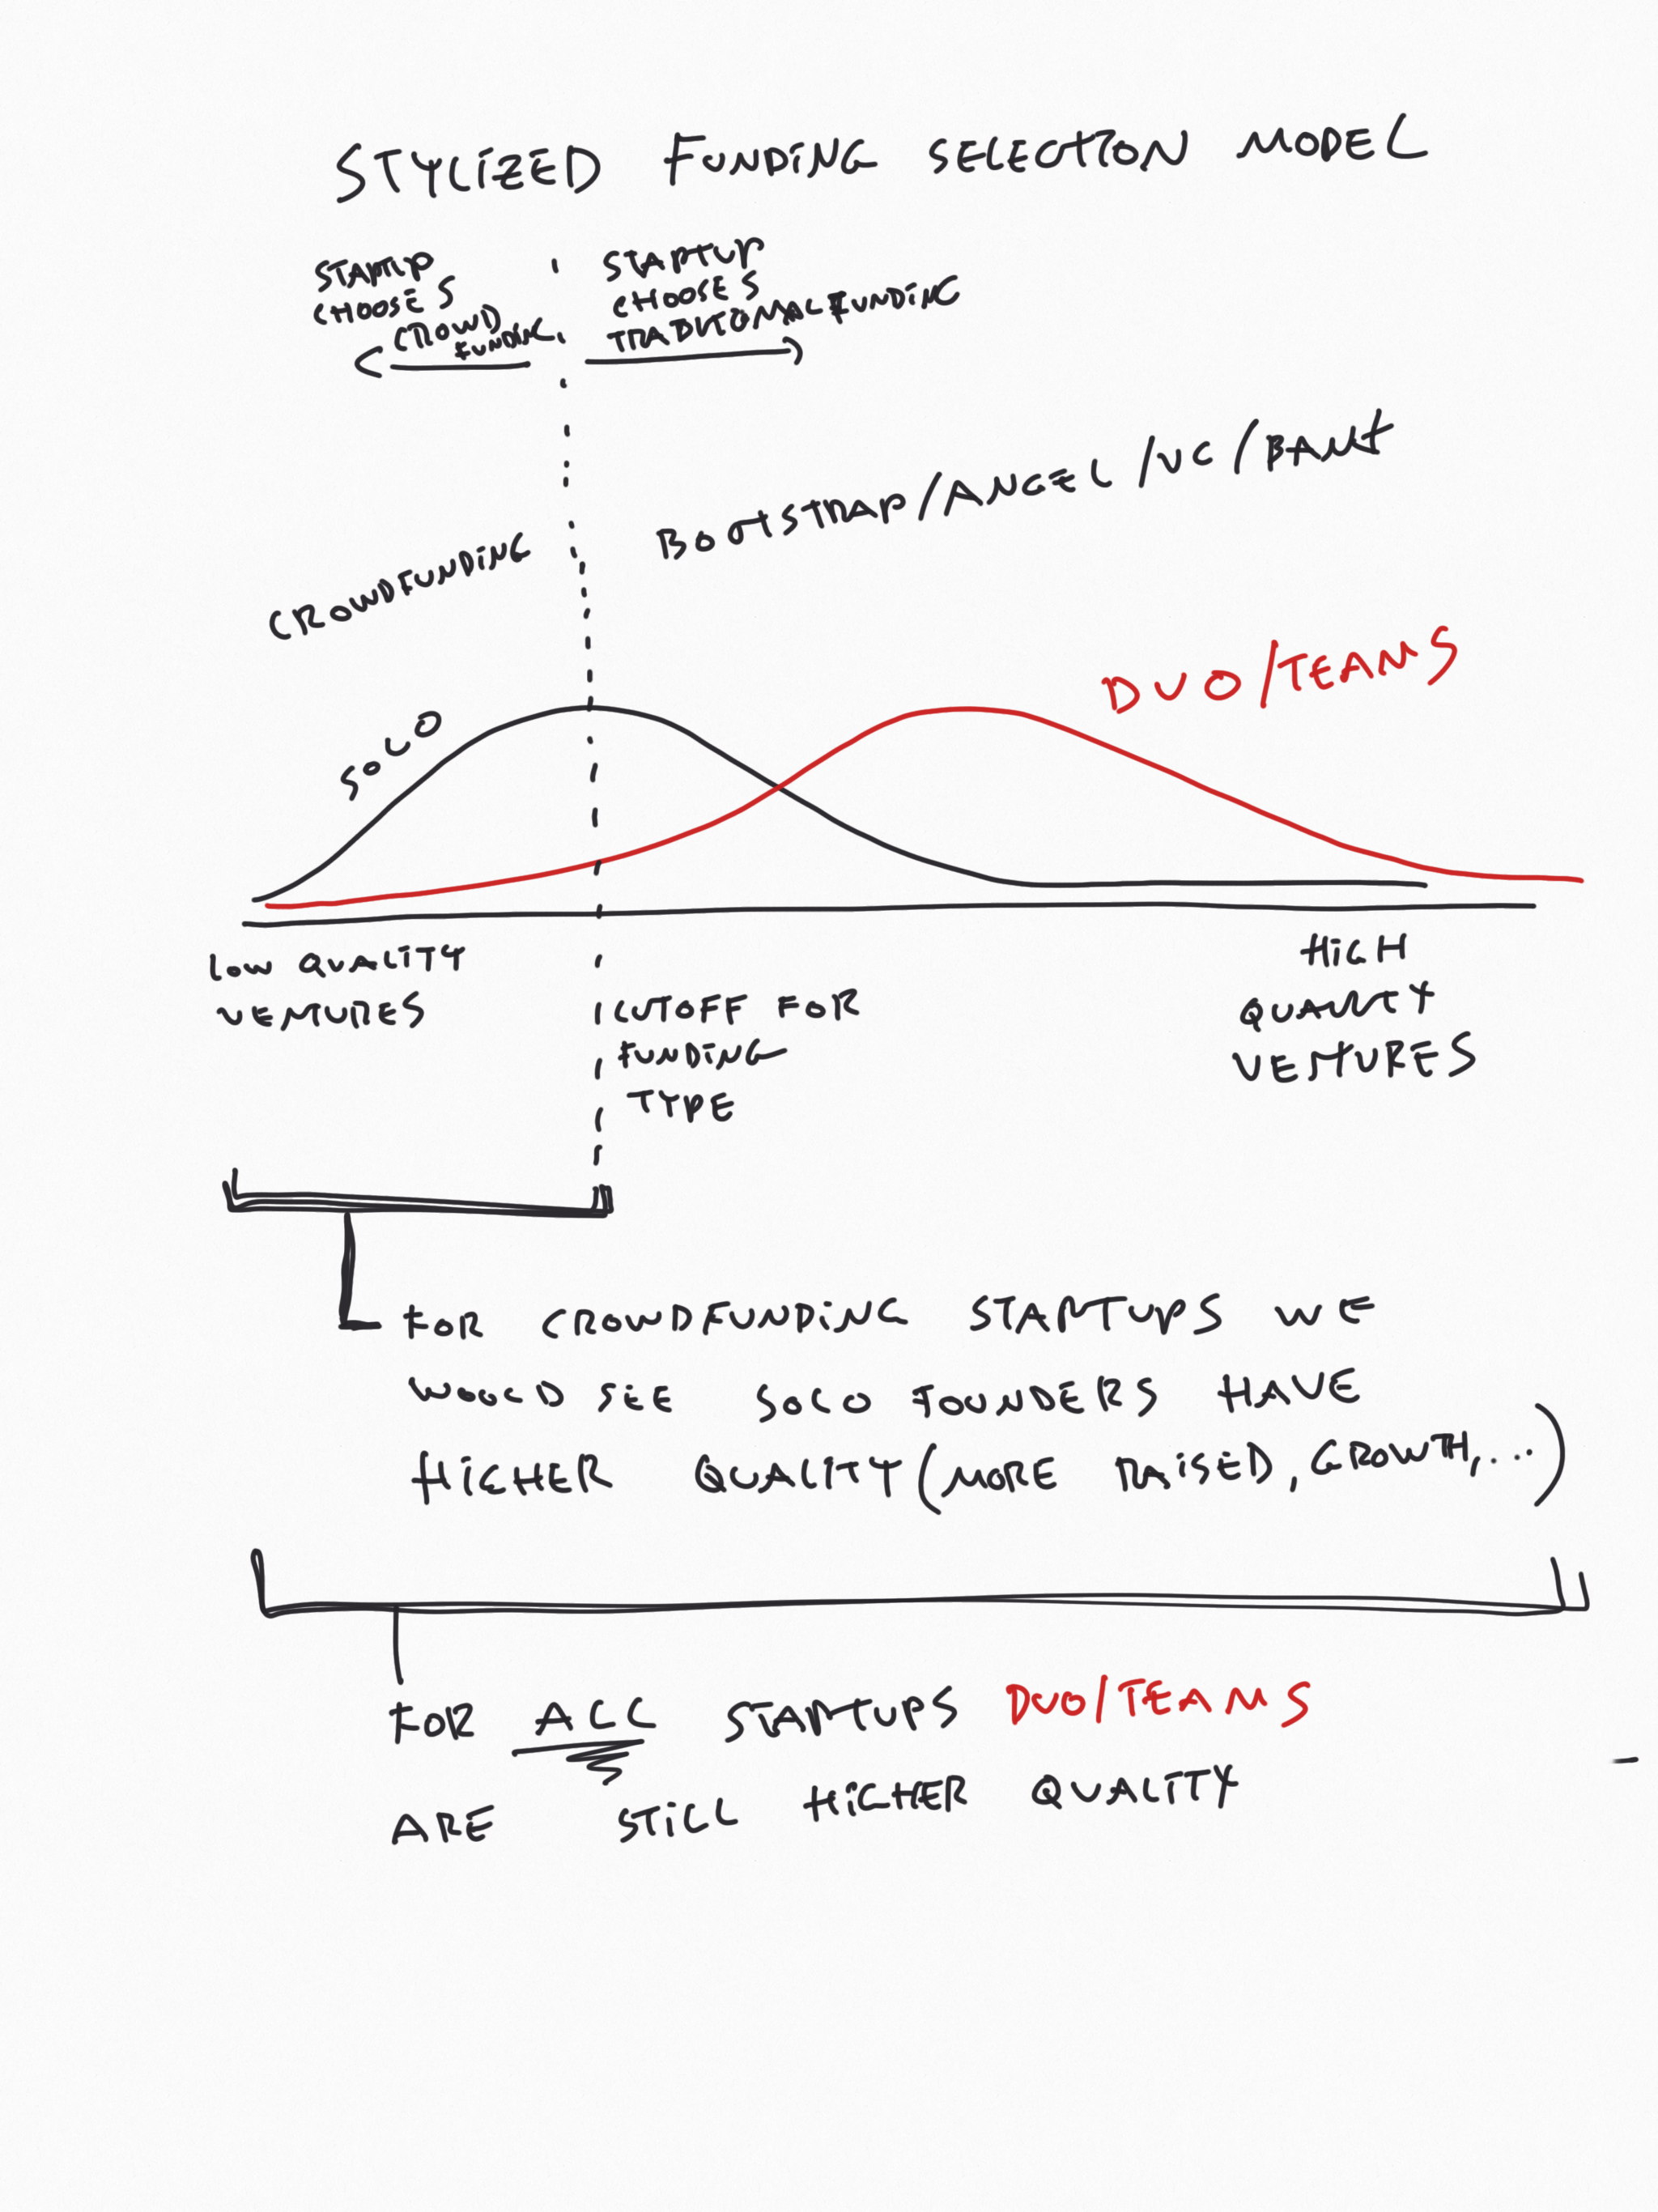 STYLIZED FUNDING SELECTION MODEL
STARTUP
CHOOSES
CROWD
FUNDING
STARTUP
CHOOSES
TRADITIONAL FUNDING
CROWDFUNDING
BOOTSTRAP/ANGEL/VC/BANK
SOLO
DUO/TEAMS
LOW QUALITY
VENTURES
CUTOFF FOR
FUNDING
TYPE
HIGH
QUALITY
VENTURES
FOR CROWDFUNDING STARTUPS WE
WOULD SEE SOLO FOUNDERS HAVE
HIGHER QUALITY (MORE RAISED, GROWTH, ...)
FOR ALL STARTUPS DUO/TEAMS
ARE STILL HIGHER QUALITY